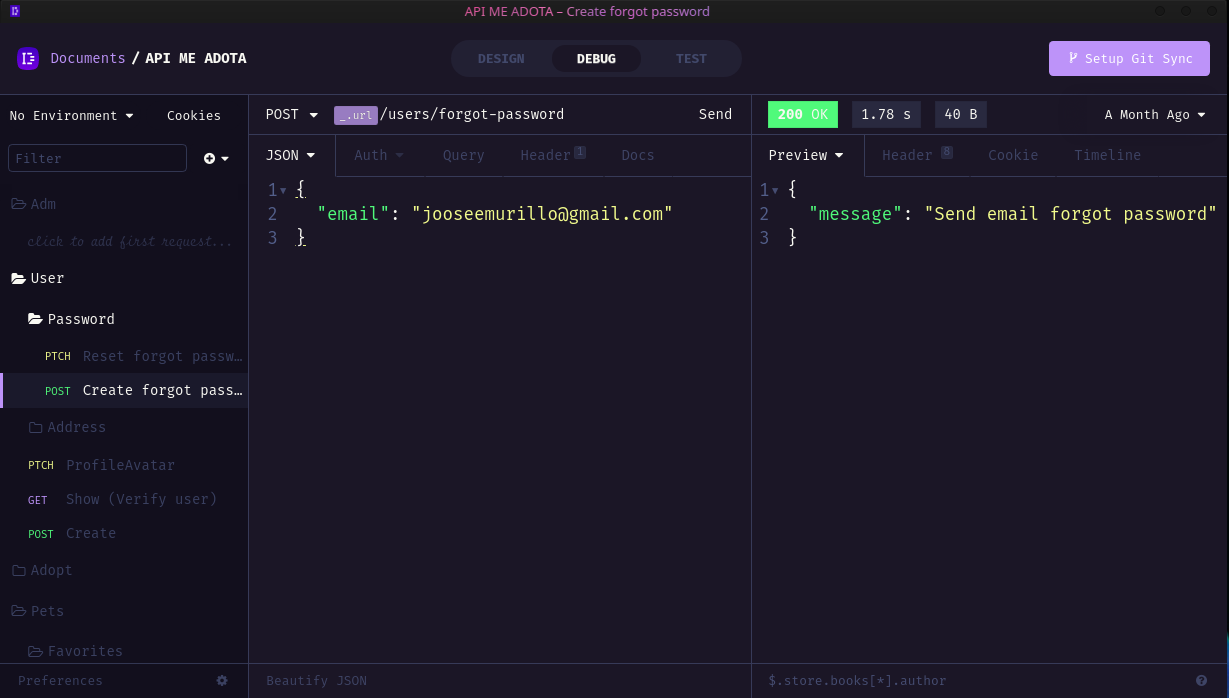 API ME ADOTA – Create forgot password
Documents / API ME ADOTA
DESIGN DEBUG TEST
Setup Git Sync
No Environment Cookies
POST _.url /users/forgot-password Send
200 OK 1.78 s 40 B A Month Ago
Filter
JSON Auth Query Header 1 Docs
Preview Header 8 Cookie Timeline
Adm
click to add first request...
User
Password
PTCH Reset forgot passw…
POST Create forgot pass…
Address
PTCH ProfileAvatar
GET Show (Verify user)
POST Create
Adopt
Pets
Favorites
Preferences
1 {
2 "email": "jooseemurillo@gmail.com"
3 }
Beautify JSON
1 {
2 "message": "Send email forgot password"
3 }
$.store.books[*].author